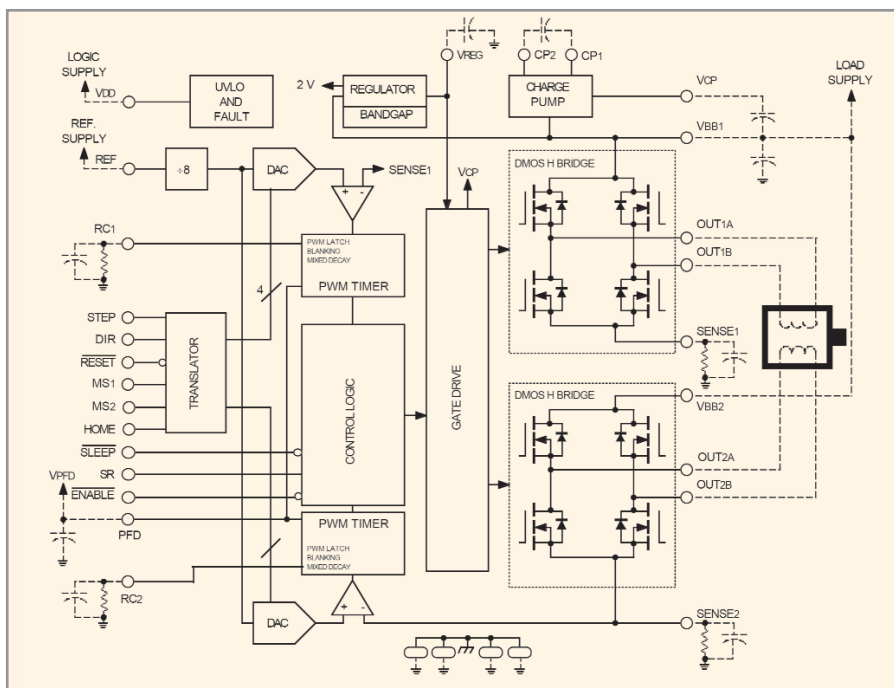 VREG
CP2
CP1
LOGIC
SUPPLY
VDD
UVLO
AND
FAULT
2 V
REGULATOR
BANDGAP
CHARGE
PUMP
VCP
LOAD
SUPPLY
REF.
SUPPLY
REF
÷8
DAC
+ -
SENSE1
VCP
VBB1
DMOS H BRIDGE
RC1
PWM LATCH
BLANKING
MIXED DECAY
PWM TIMER
4
OUT1A
OUT1B
STEP
DIR
RESET
MS1
MS2
HOME
TRANSLATOR
CONTROL LOGIC
GATE DRIVE
SENSE1
DMOS H BRIDGE
VBB2
SLEEP
SR
ENABLE
VPFD
PFD
OUT2A
OUT2B
PWM TIMER
PWM LATCH
BLANKING
MIXED DECAY
RC2
DAC
+ -
SENSE2